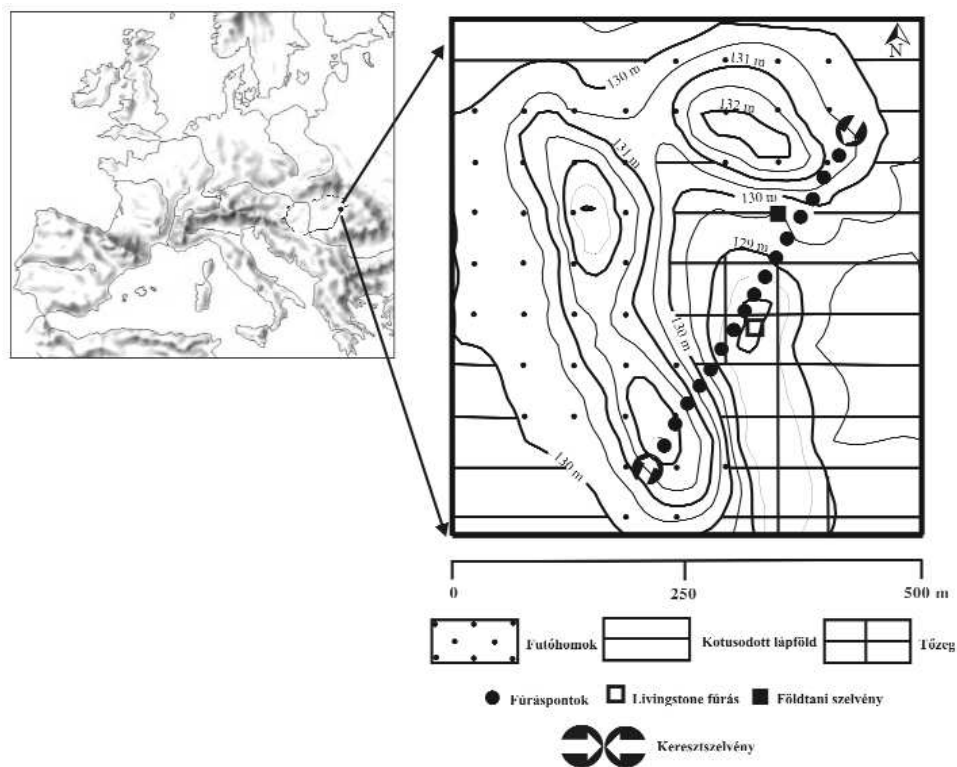 N
130 m
131 m
132 m
131 m
130 m
129 m
130 m
130 m
0
250
500 m
Futóhomok
Kotusodott lápföld
Tőzeg
Fúráspontok
Livingstone fúrás
Földtani szelvény
Keresztszelvény